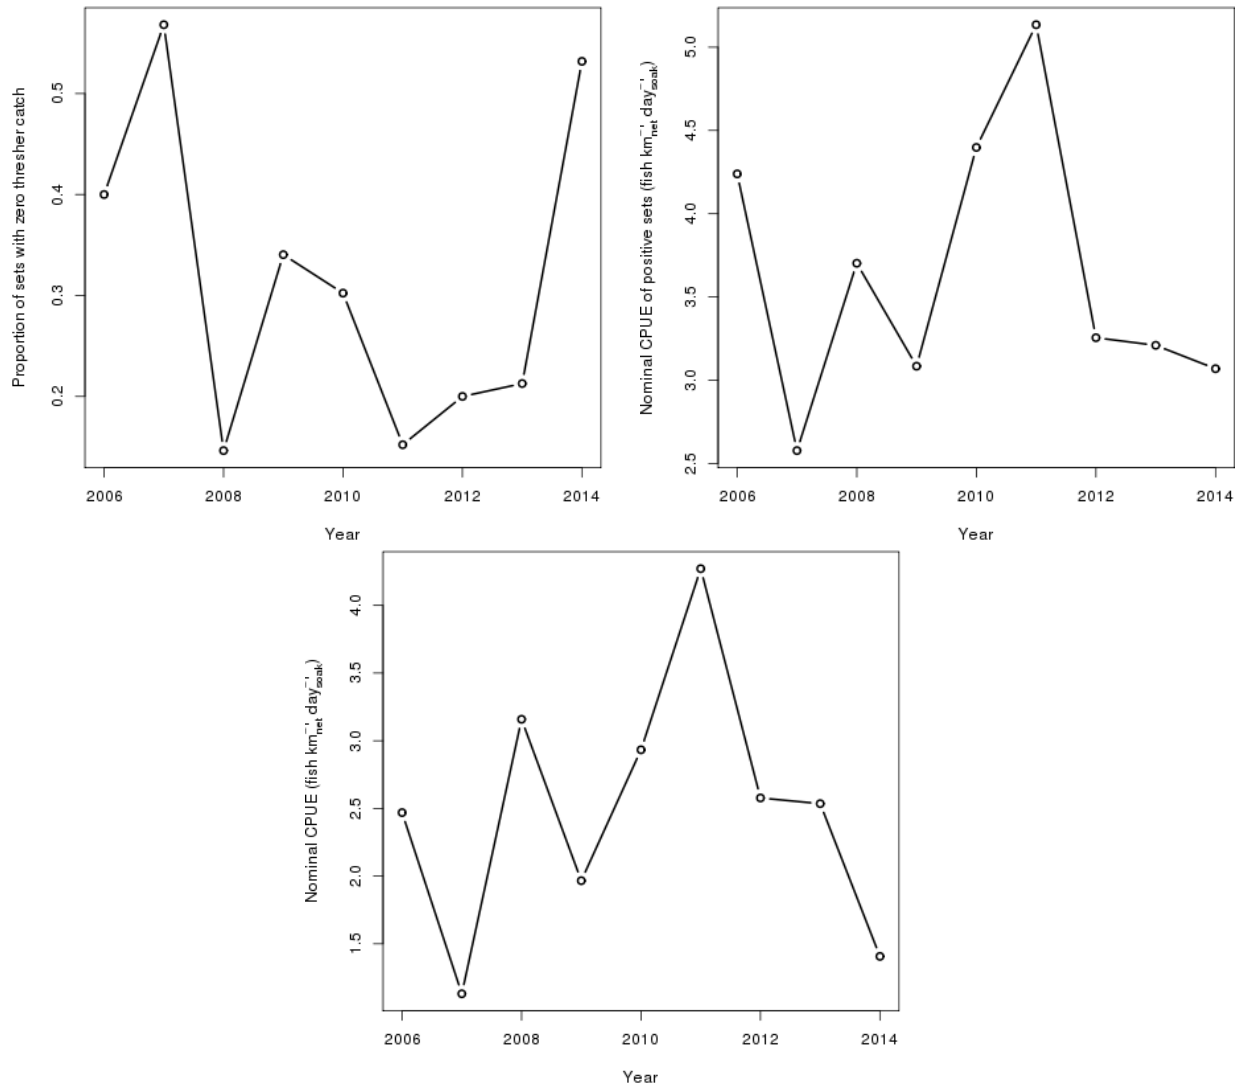 Proportion of sets with zero thresher catch
0.5
0.4
0.3
0.2
2006 2008 2010 2012 2014
Year
Nominal CPUE of positive sets (fish km⁻¹net day⁻¹soak)
5.0
4.5
4.0
3.5
3.0
2.5
2006 2008 2010 2012 2014
Year
Nominal CPUE (fish km⁻¹net day⁻¹soak)
4.0
3.5
3.0
2.5
2.0
1.5
2006 2008 2010 2012 2014
Year